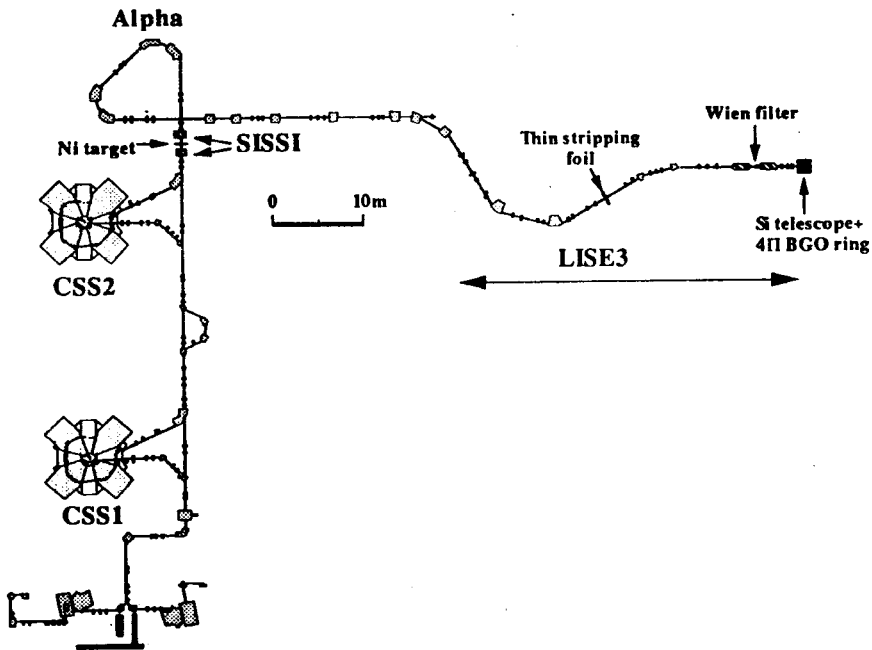 Alpha
Ni target
SISSI
Thin stripping
foil
Wien filter
0 10m
Si telescope+
4Π BGO ring
LISE3
CSS2
CSS1